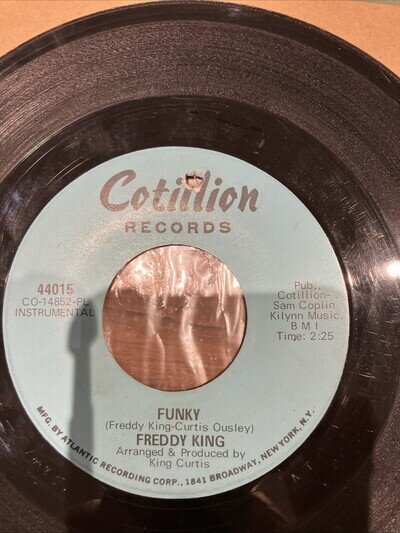 Cotillion
RECORDS
44015
CO-14852-PL
INSTRUMENTAL
Pub.:
Cotillion-
Sam Coplin
Kilynn Music,
B M I
Time: 2:25
FUNKY
(Freddy King-Curtis Ousley)
FREDDY KING
Arranged & Produced by
King Curtis
MFG. BY ATLANTIC RECORDING CORP., 1841 BROADWAY, NEW YORK, N.Y.